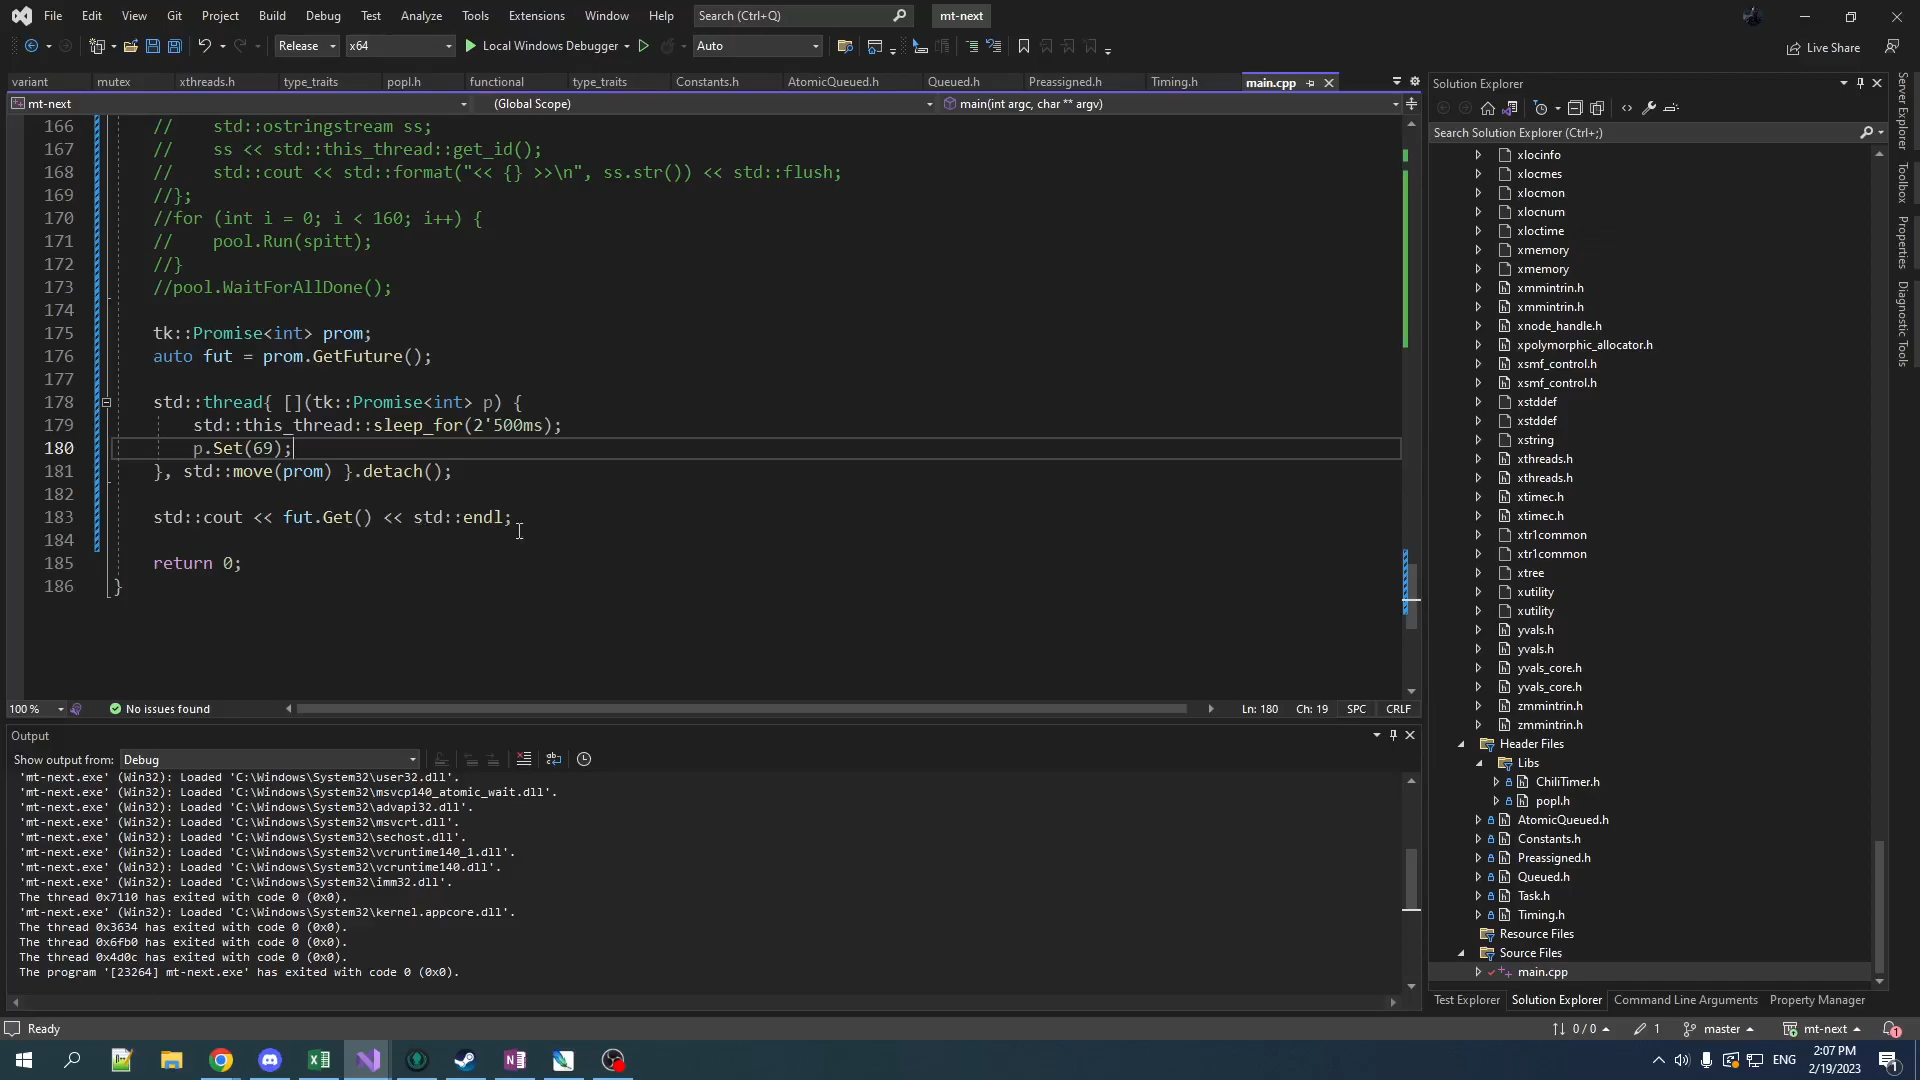 File Edit View Git Project Build Debug Test Analyze Tools Extensions Window Help Search (Ctrl+Q) mt-next
Release x64 Local Windows Debugger Auto Live Share
variant mutex xthreads.h type_traits popl.h functional type_traits Constants.h AtomicQueued.h Queued.h Preassigned.h Timing.h main.cpp
mt-next (Global Scope) main(int argc, char ** argv)
166 // std::ostringstream ss;
167 // ss << std::this_thread::get_id();
168 // std::cout << std::format("<< {} >>\n", ss.str()) << std::flush;
169 //};
170 //for (int i = 0; i < 160; i++) {
171 // pool.Run(spitt);
172 //}
173 //pool.WaitForAllDone();
174
175 tk::Promise<int> prom;
176 auto fut = prom.GetFuture();
177
178 std::thread{ [](tk::Promise<int> p) {
179 std::this_thread::sleep_for(2'500ms);
180 p.Set(69);
181 }, std::move(prom) }.detach();
182
183 std::cout << fut.Get() << std::endl;
184
185 return 0;
186 }
100 % No issues found Ln: 180 Ch: 19 SPC CRLF
Output
Show output from: Debug
'mt-next.exe' (Win32): Loaded 'C:\Windows\System32\user32.dll'.
'mt-next.exe' (Win32): Loaded 'C:\Windows\System32\msvcp140_atomic_wait.dll'.
'mt-next.exe' (Win32): Loaded 'C:\Windows\System32\advapi32.dll'.
'mt-next.exe' (Win32): Loaded 'C:\Windows\System32\msvcrt.dll'.
'mt-next.exe' (Win32): Loaded 'C:\Windows\System32\sechost.dll'.
'mt-next.exe' (Win32): Loaded 'C:\Windows\System32\vcruntime140_1.dll'.
'mt-next.exe' (Win32): Loaded 'C:\Windows\System32\vcruntime140.dll'.
'mt-next.exe' (Win32): Loaded 'C:\Windows\System32\imm32.dll'.
The thread 0x7110 has exited with code 0 (0x0).
'mt-next.exe' (Win32): Loaded 'C:\Windows\System32\kernel.appcore.dll'.
The thread 0x3634 has exited with code 0 (0x0).
The thread 0x6fb0 has exited with code 0 (0x0).
The thread 0x4d0c has exited with code 0 (0x0).
The program '[23264] mt-next.exe' has exited with code 0 (0x0).
Solution Explorer
Search Solution Explorer (Ctrl+;)
xlocinfo
xlocmes
xlocmon
xlocnum
xloctime
xmemory
xmemory
xmmintrin.h
xmmintrin.h
xnode_handle.h
xpolymorphic_allocator.h
xsmf_control.h
xsmf_control.h
xstddef
xstddef
xstring
xthreads.h
xthreads.h
xtimec.h
xtimec.h
xtr1common
xtr1common
xtree
xutility
xutility
yvals.h
yvals.h
yvals_core.h
yvals_core.h
zmmintrin.h
zmmintrin.h
Header Files
Libs
ChiliTimer.h
popl.h
AtomicQueued.h
Constants.h
Preassigned.h
Queued.h
Task.h
Timing.h
Resource Files
Source Files
main.cpp
Test Explorer Solution Explorer Command Line Arguments Property Manager
Server Explorer
Toolbox
Properties
Diagnostic Tools
Ready 0 / 0 1 master mt-next 1
ENG 2:07 PM
2/19/2023 1